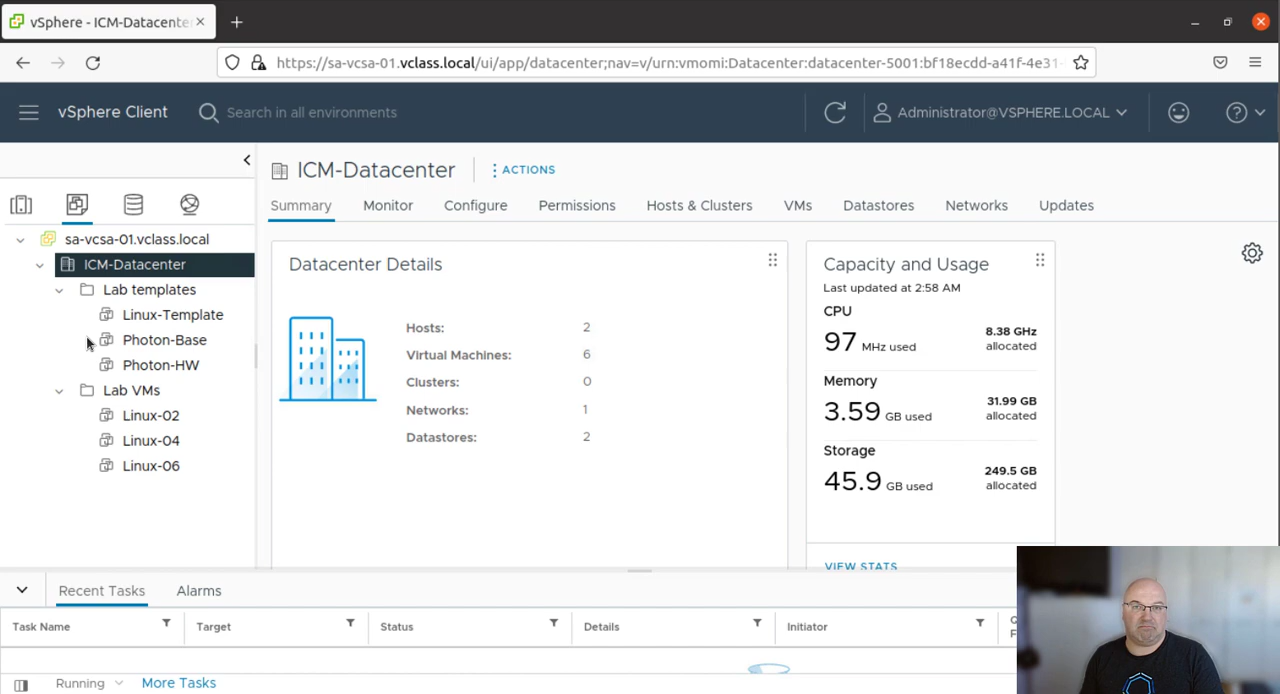 vSphere - ICM-Datacente
https://sa-vcsa-01.vclass.local/ui/app/datacenter;nav=v/urn:vmomi:Datacenter:datacenter-5001:bf18ecdd-a41f-4e31-
vSphere Client
Search in all environments
Administrator@VSPHERE.LOCAL
ICM-Datacenter
ACTIONS
Summary Monitor Configure Permissions Hosts & Clusters VMs Datastores Networks Updates
sa-vcsa-01.vclass.local
ICM-Datacenter
Lab templates
Linux-Template
Photon-Base
Photon-HW
Lab VMs
Linux-02
Linux-04
Linux-06
Datacenter Details
Hosts: 2
Virtual Machines: 6
Clusters: 0
Networks: 1
Datastores: 2
Capacity and Usage
Last updated at 2:58 AM
CPU
97 MHz used
8.38 GHz
allocated
Memory
3.59 GB used
31.99 GB
allocated
Storage
45.9 GB used
249.5 GB
allocated
VIEW STATS
Recent Tasks Alarms
Task Name Target Status Details Initiator
Running
More Tasks